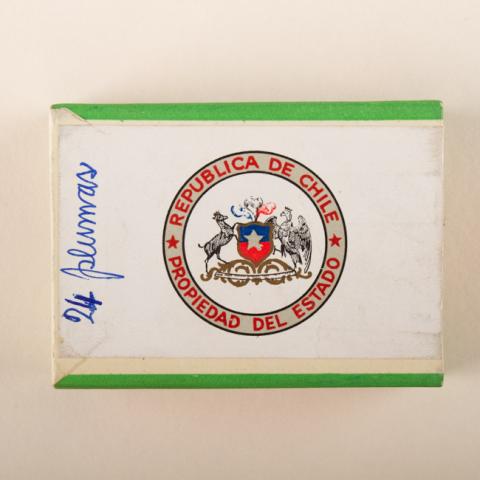 REPUBLICA DE CHILE
PROPIEDAD DEL ESTADO
24 plumas